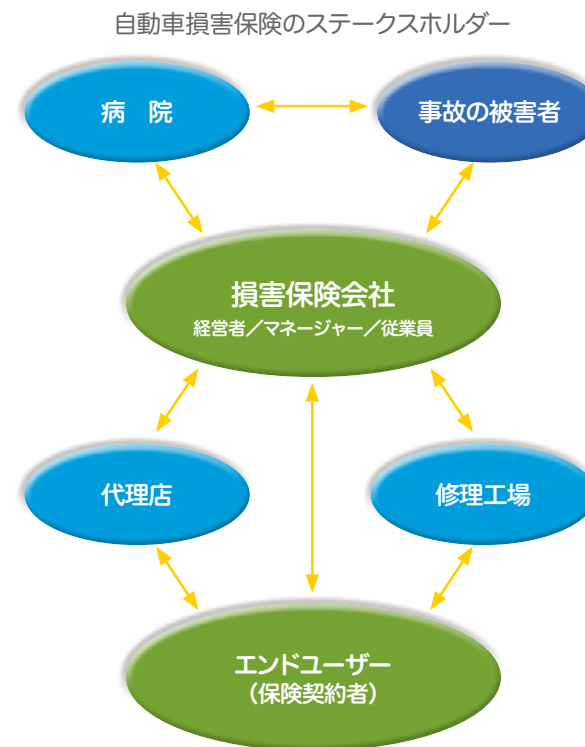 自動車損害保険のステークスホルダー
病　院
事故の被害者
損害保険会社
経営者／マネージャー／従業員
代理店
修理工場
エンドユーザー
（保険契約者）